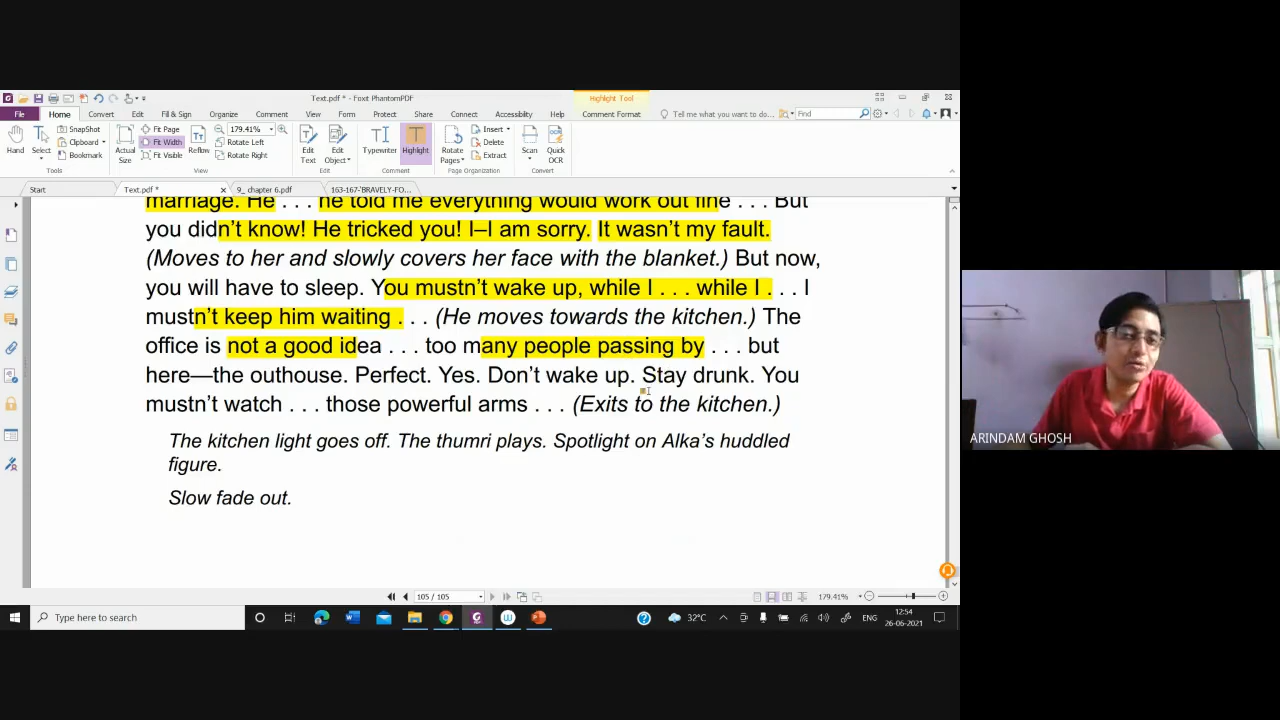 Text.pdf * - Foxit PhantomPDF
Highlight Tool
File Home Convert Edit Fill & Sign Organize Comment View Form Protect Share Connect Accessibility Help Comment Format Tell me what you want to do... Find
Hand Select SnapShot Clipboard Bookmark
Actual Size Fit Page Fit Width Fit Visible Reflow 179.41% Rotate Left Rotate Right
Edit Text Edit Object Typewriter Highlight Rotate Pages Insert Delete Extract Scan Quick OCR
Tools View Edit Comment Page Organization Convert
Start Text.pdf * 9_ chapter 6.pdf 163-167-'BRAVELY-FO...
marriage. He . . . he told me everything would work out fine . . . But
you didn't know! He tricked you! I–I am sorry. It wasn't my fault.
(Moves to her and slowly covers her face with the blanket.) But now,
you will have to sleep. You mustn't wake up, while I . . . while I . . . I
mustn't keep him waiting . . . (He moves towards the kitchen.) The
office is not a good idea . . . too many people passing by . . . but
here—the outhouse. Perfect. Yes. Don't wake up. Stay drunk. You
mustn't watch . . . those powerful arms . . . (Exits to the kitchen.)
The kitchen light goes off. The thumri plays. Spotlight on Alka's huddled
figure.
Slow fade out.
ARINDAM GHOSH
105 / 105 179.41%
Type here to search 32°C ENG 12:54
26-06-2021